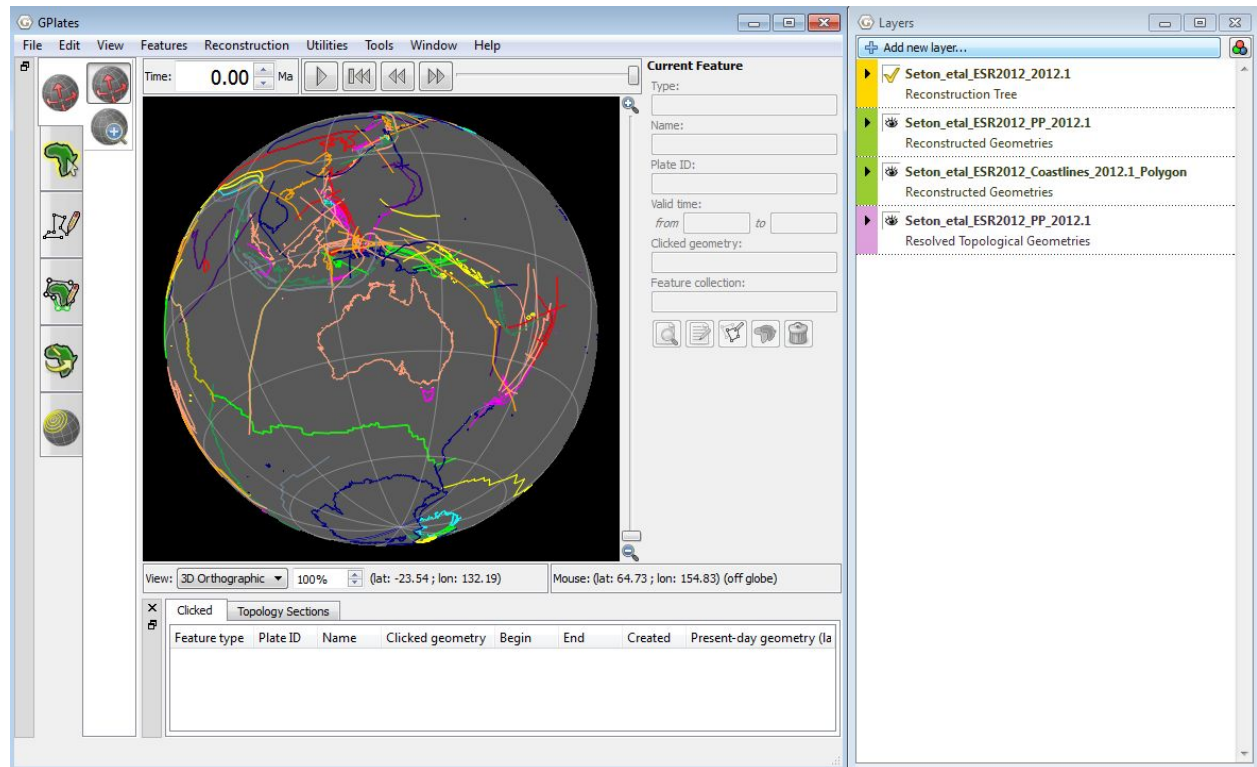 GPlates
File Edit View Features Reconstruction Utilities Tools Window Help
Time: 0.00 Ma
Current Feature
Type:
Name:
Plate ID:
Valid time:
from to
Clicked geometry:
Feature collection:
View: 3D Orthographic 100% (lat: -23.54 ; lon: 132.19) Mouse: (lat: 64.73 ; lon: 154.83) (off globe)
Clicked Topology Sections
Feature type Plate ID Name Clicked geometry Begin End Created Present-day geometry (la
Layers
Add new layer...
Seton_etal_ESR2012_2012.1
Reconstruction Tree
Seton_etal_ESR2012_PP_2012.1
Reconstructed Geometries
Seton_etal_ESR2012_Coastlines_2012.1_Polygon
Reconstructed Geometries
Seton_etal_ESR2012_PP_2012.1
Resolved Topological Geometries